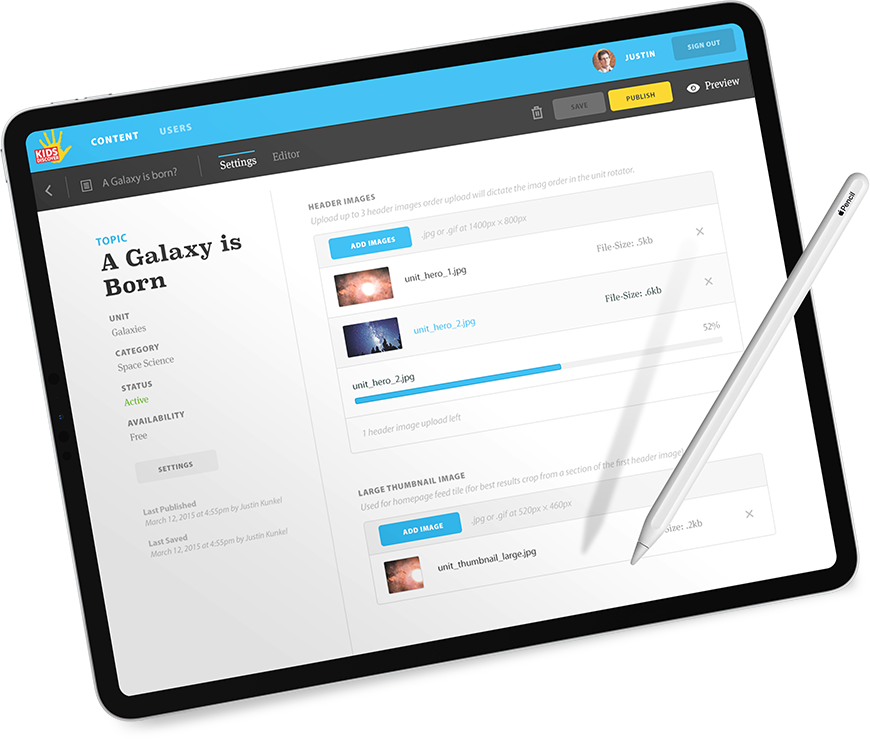 KIDS
DISCOVER
CONTENT
USERS
JUSTIN
SIGN OUT
A Galaxy is born?
Settings
Editor
SAVE
PUBLISH
Preview
TOPIC
A Galaxy is
Born
UNIT
Galaxies
CATEGORY
Space Science
STATUS
Active
AVAILABILITY
Free
SETTINGS
Last Published
March 12, 2015 at 4:55pm by Justin Kunkel
Last Saved
March 12, 2015 at 4:55pm by Justin Kunkel
HEADER IMAGES
Upload up to 3 header images order upload will dictate the imag order in the unit rotator.
ADD IMAGES
.jpg or .gif at 1400px × 800px
unit_hero_1.jpg
File-Size: .5kb
unit_hero_2.jpg
File-Size: .6kb
unit_hero_2.jpg
52%
1 header image upload left
LARGE THUMBNAIL IMAGE
Used for homepage feed tile (for best results crop from a section of the first header image)
ADD IMAGE
.jpg or .gif at 520px × 460px
unit_thumbnail_large.jpg
Size: .2kb
Pencil